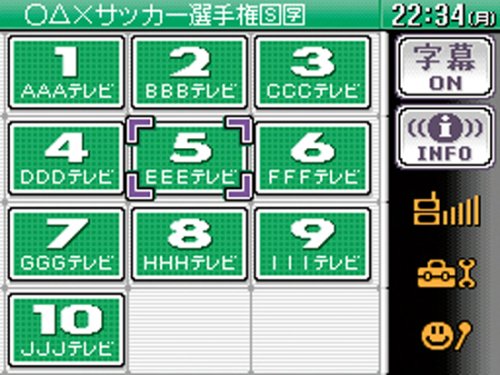 ○△×サッカー選手権🅂字
22:34(月)
1
AAAテレビ
2
BBBテレビ
3
CCCテレビ
字幕
ON
4
DDDテレビ
5
EEEテレビ
6
FFFテレビ
INFO
7
GGGテレビ
8
HHHテレビ
9
IIIテレビ
10
JJJテレビ